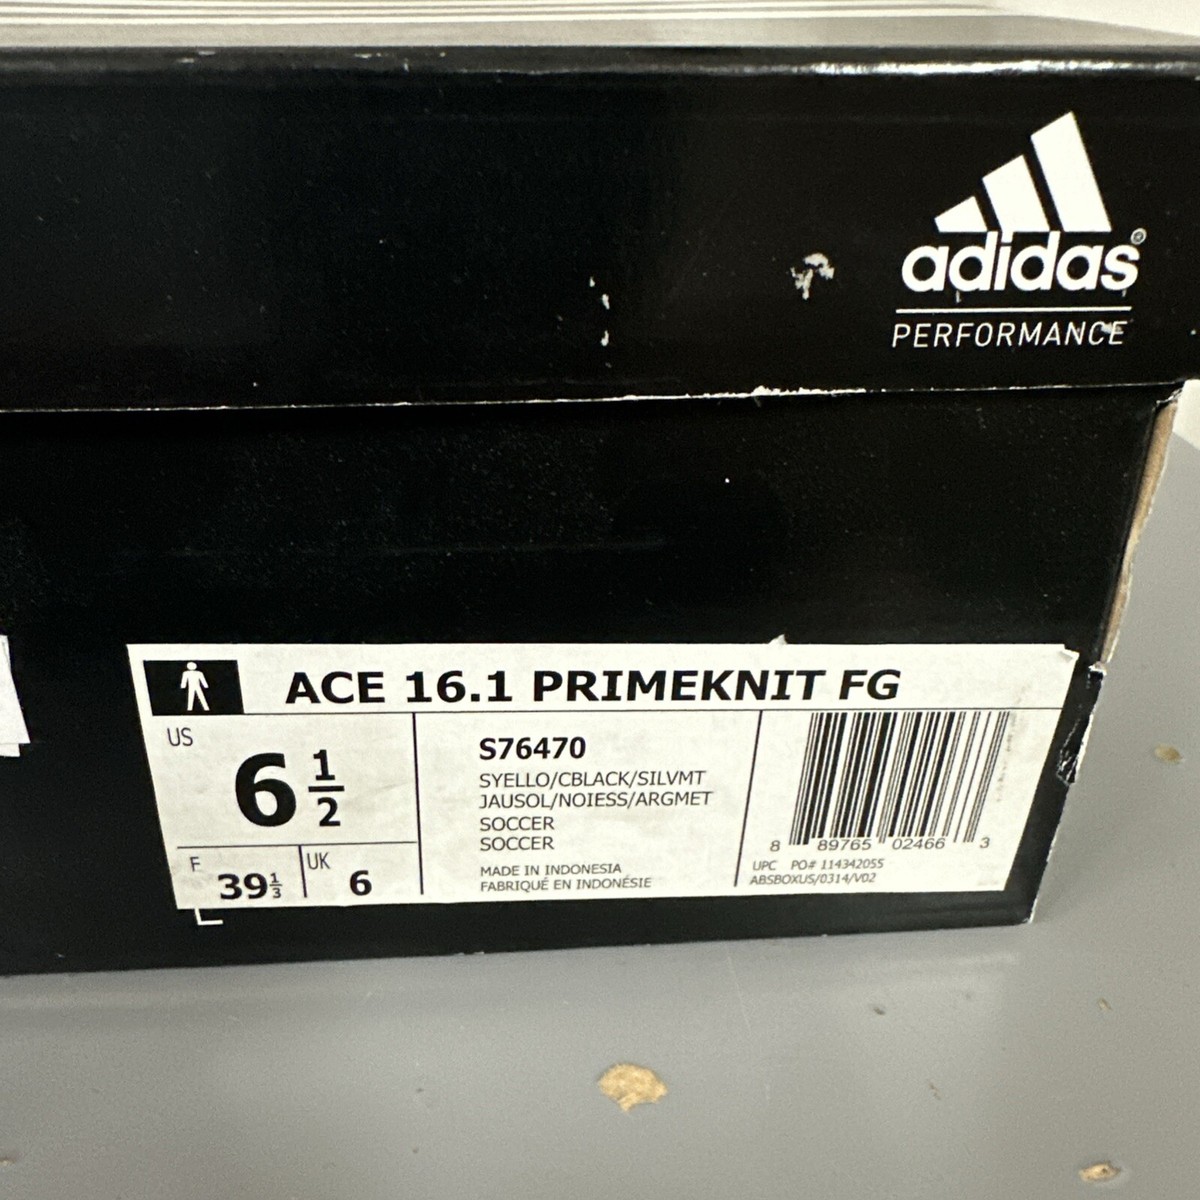 adidas®
PERFORMANCE
ACE 16.1 PRIMEKNIT FG
US
6 1/2
F
39 1/3
UK
6
S76470
SYELLO/CBLACK/SILVMT
JAUSOL/NOIESS/ARGMET
SOCCER
SOCCER
MADE IN INDONESIA
FABRIQUÉ EN INDONÉSIE
8 89765 02466 3
UPC PO# 114342055
ABSBOXUS/0314/V02